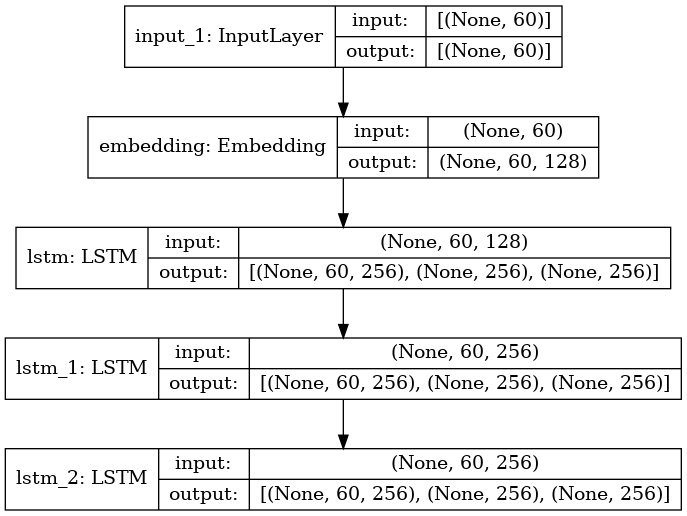 input_1: InputLayer
input:
[(None, 60)]
output:
[(None, 60)]
embedding: Embedding
input:
(None, 60)
output:
(None, 60, 128)
lstm: LSTM
input:
(None, 60, 128)
output:
[(None, 60, 256), (None, 256), (None, 256)]
lstm_1: LSTM
input:
(None, 60, 256)
output:
[(None, 60, 256), (None, 256), (None, 256)]
lstm_2: LSTM
input:
(None, 60, 256)
output:
[(None, 60, 256), (None, 256), (None, 256)]